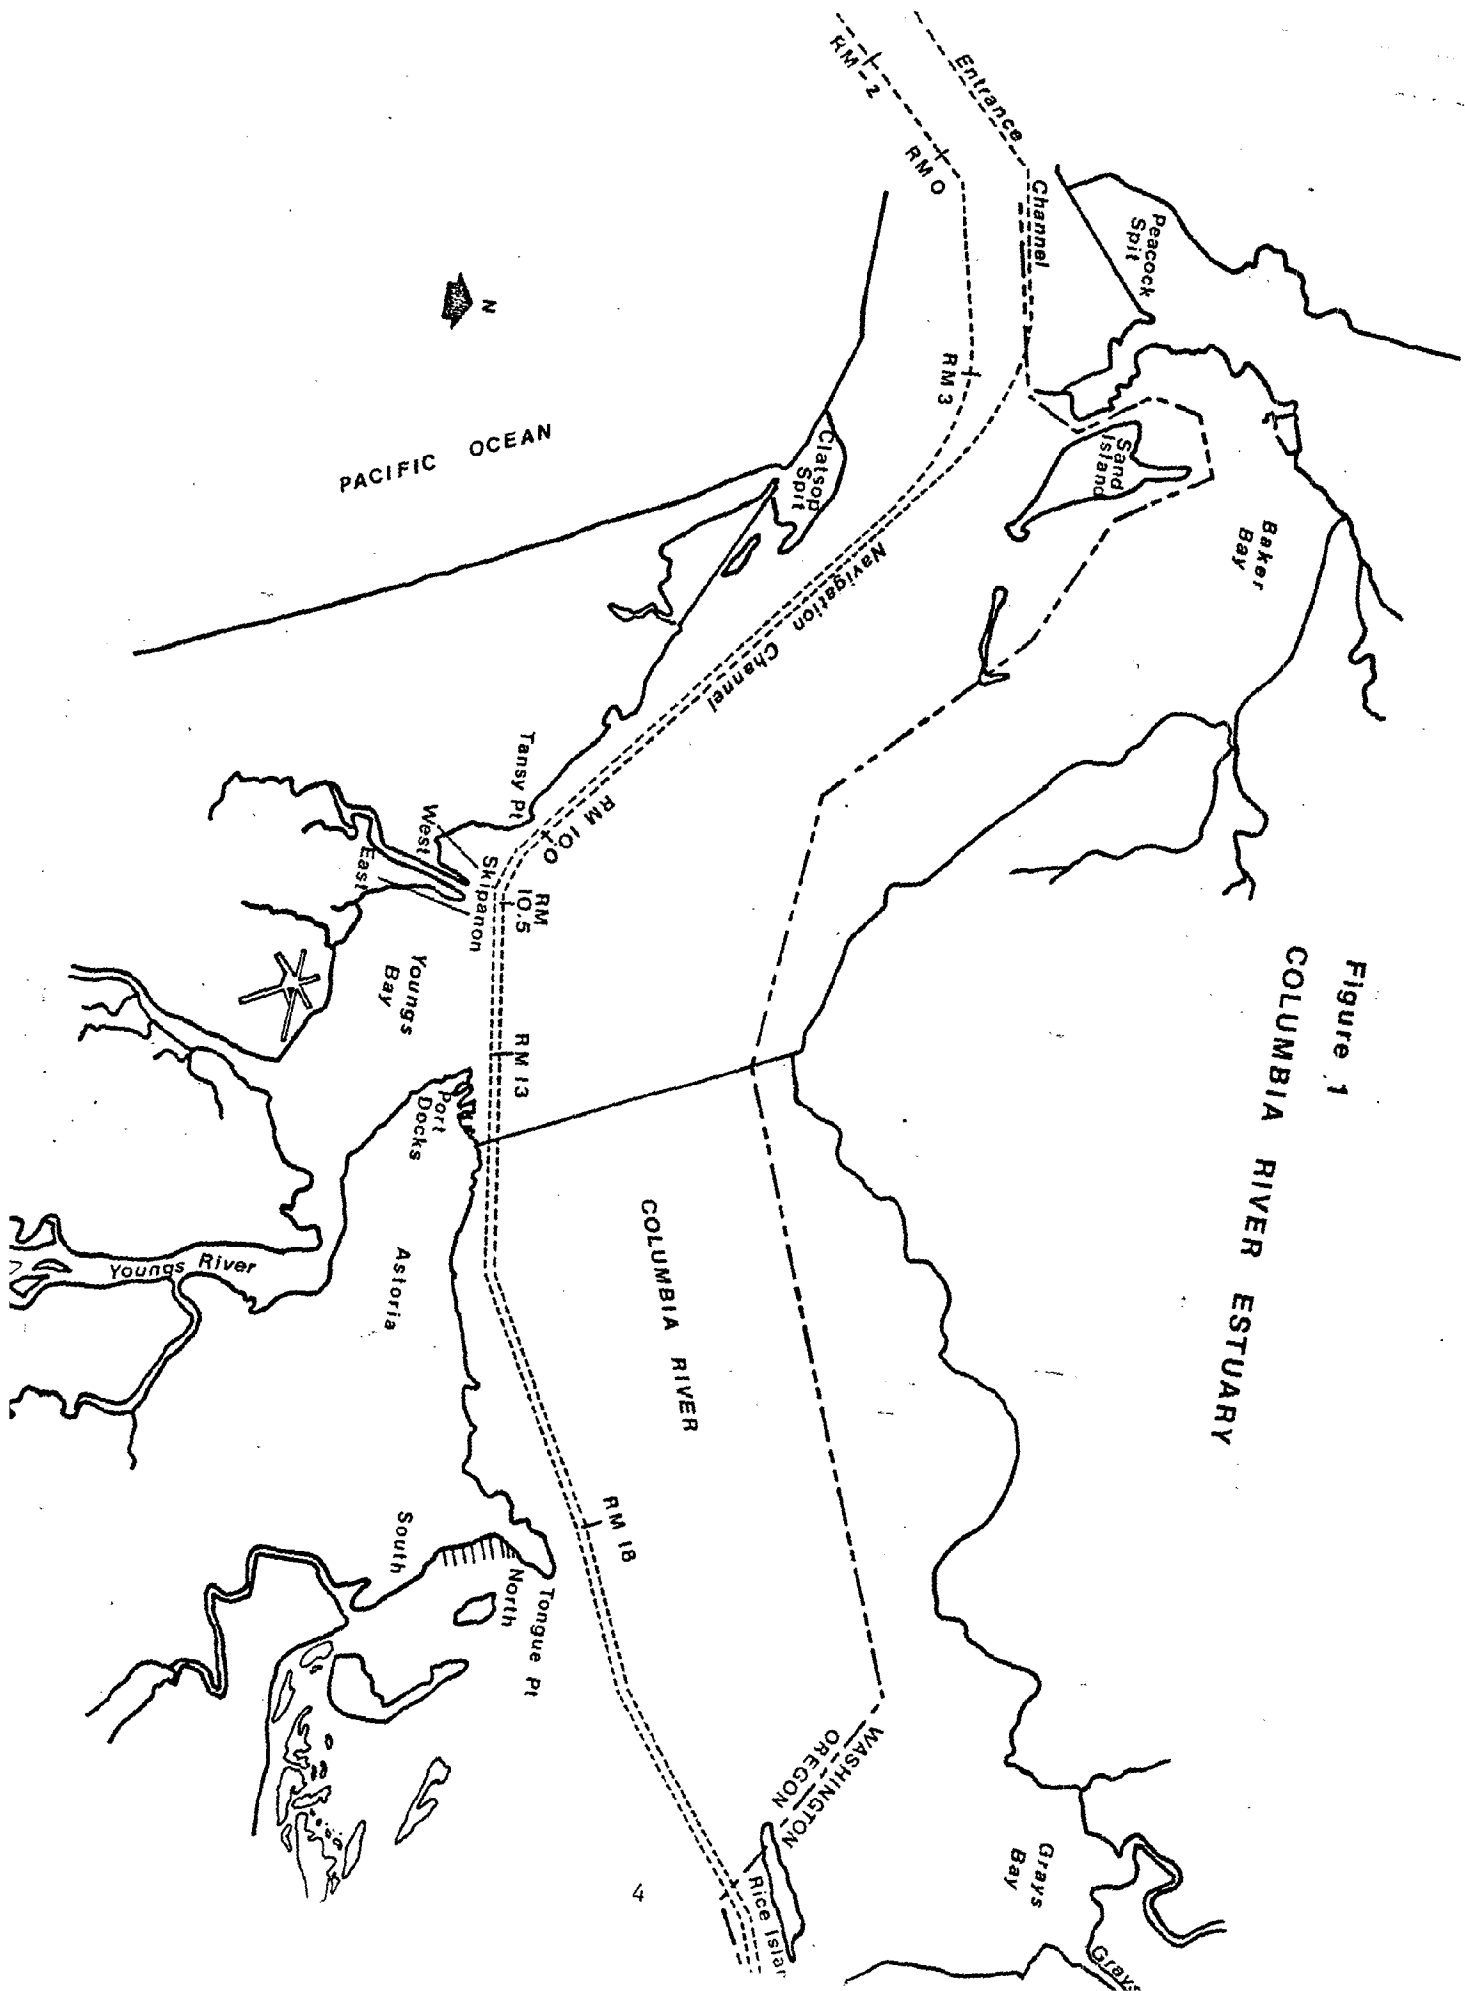 Figure 1
COLUMBIA RIVER ESTUARY
Entrance
Channel
RM-2
RM 0
RM 3
Peacock
Spit
Sand
Island
Baker
Bay
Clatsop
Spit
Navigation Channel
N
PACIFIC OCEAN
Tansy Pt
RM 10.0
RM
10.5
West
East
Skipanon
Youngs
Bay
RM 13
Port
Docks
COLUMBIA RIVER
Astoria
Youngs River
RM 18
South
North
Tongue Pt
WASHINGTON
OREGON
Rice Islan
Grays
Bay
Grays
4